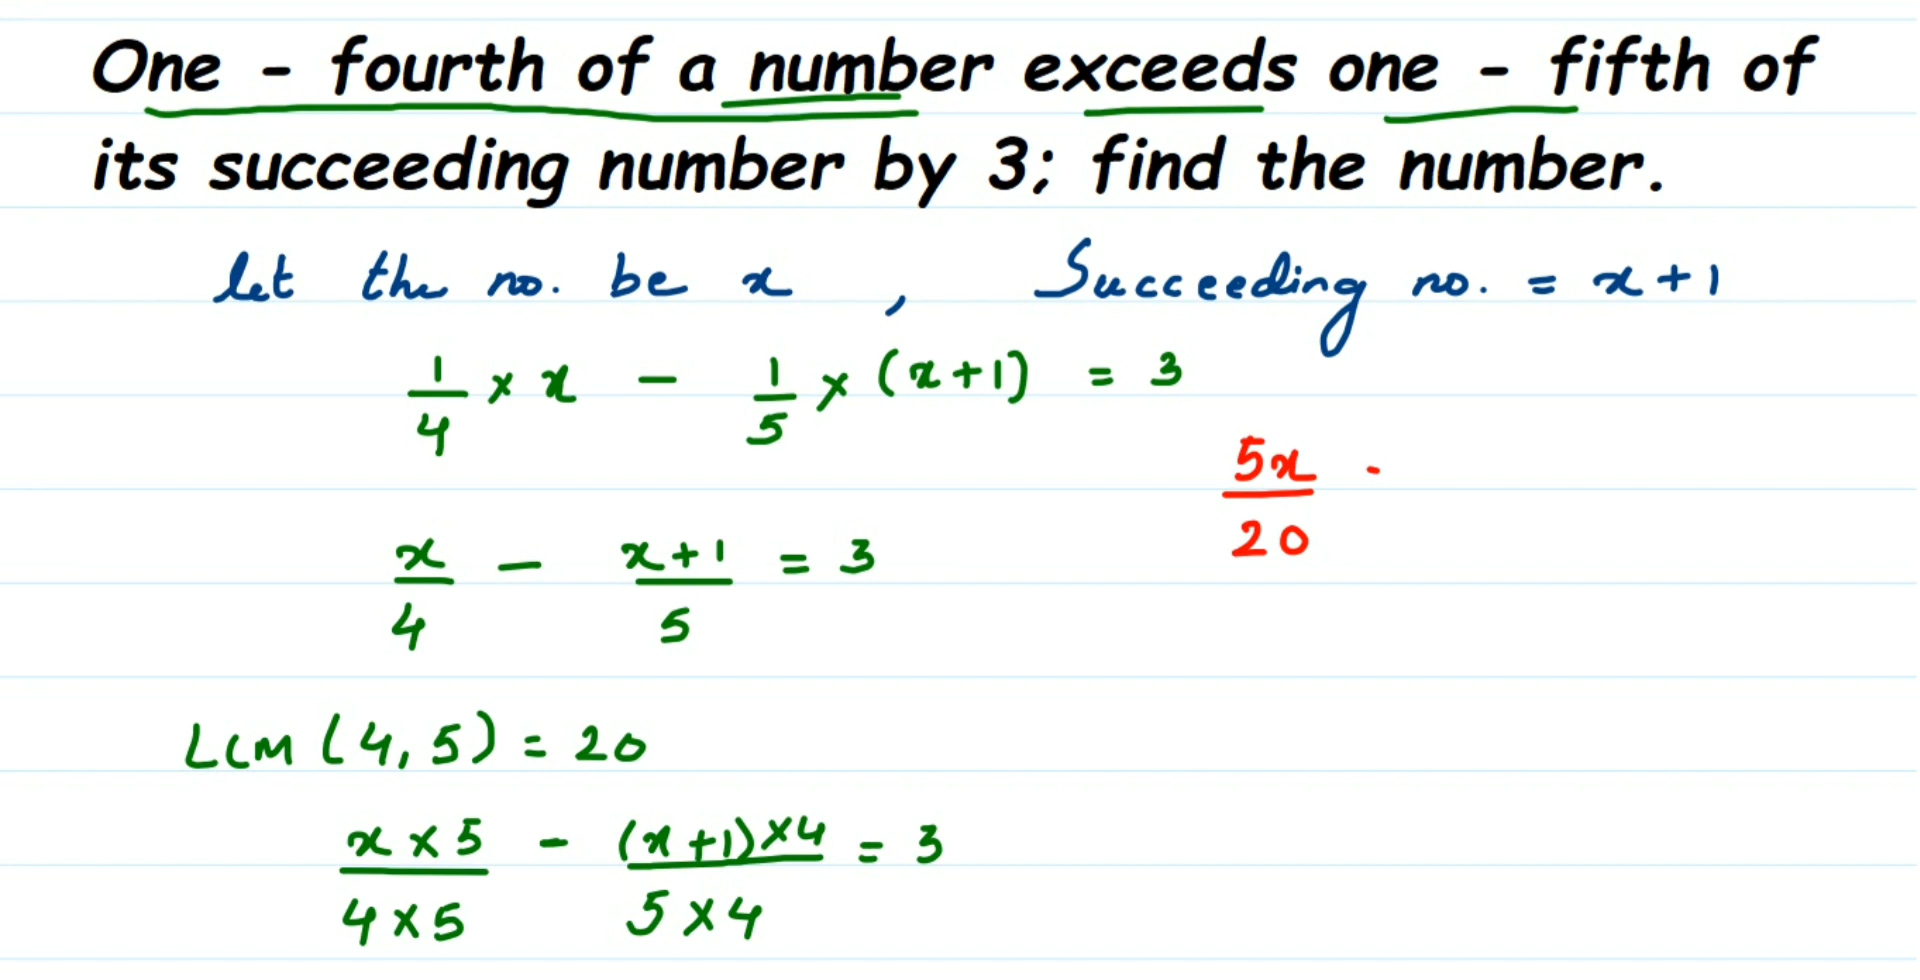 One - fourth of a number exceeds one - fifth of
its succeeding number by 3; find the number.
let the no. be x , Succeeding no. = x+1
1/4 × x - 1/5 × (x+1) = 3
x/4 - x+1/5 = 3
LCM (4,5) = 20
x×5/4×5 - (x+1)×4/5×4 = 3
5x/20 -